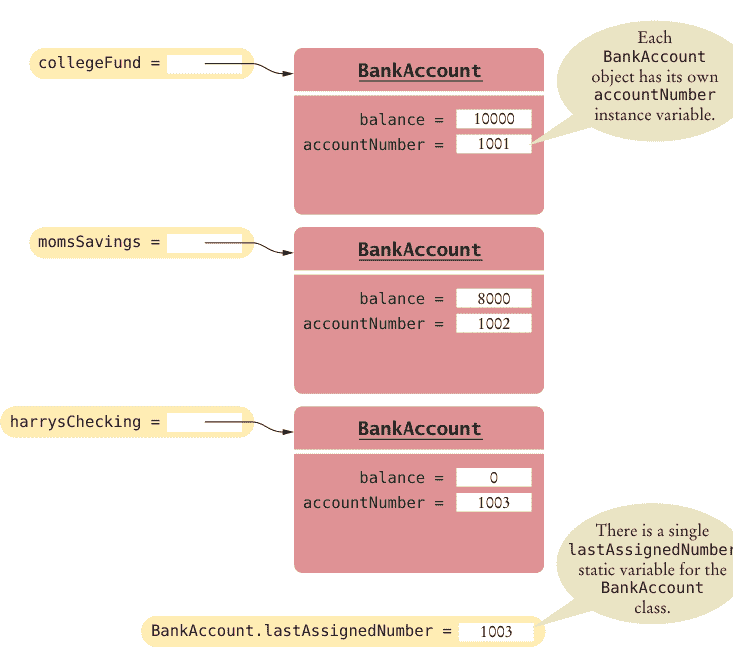 collegeFund =
BankAccount
balance = 10000
accountNumber = 1001
Each
BankAccount
object has its own
accountNumber
instance variable.
momsSavings =
BankAccount
balance = 8000
accountNumber = 1002
harrysChecking =
BankAccount
balance = 0
accountNumber = 1003
There is a single
lastAssignedNumber
static variable for the
BankAccount
class.
BankAccount.lastAssignedNumber = 1003